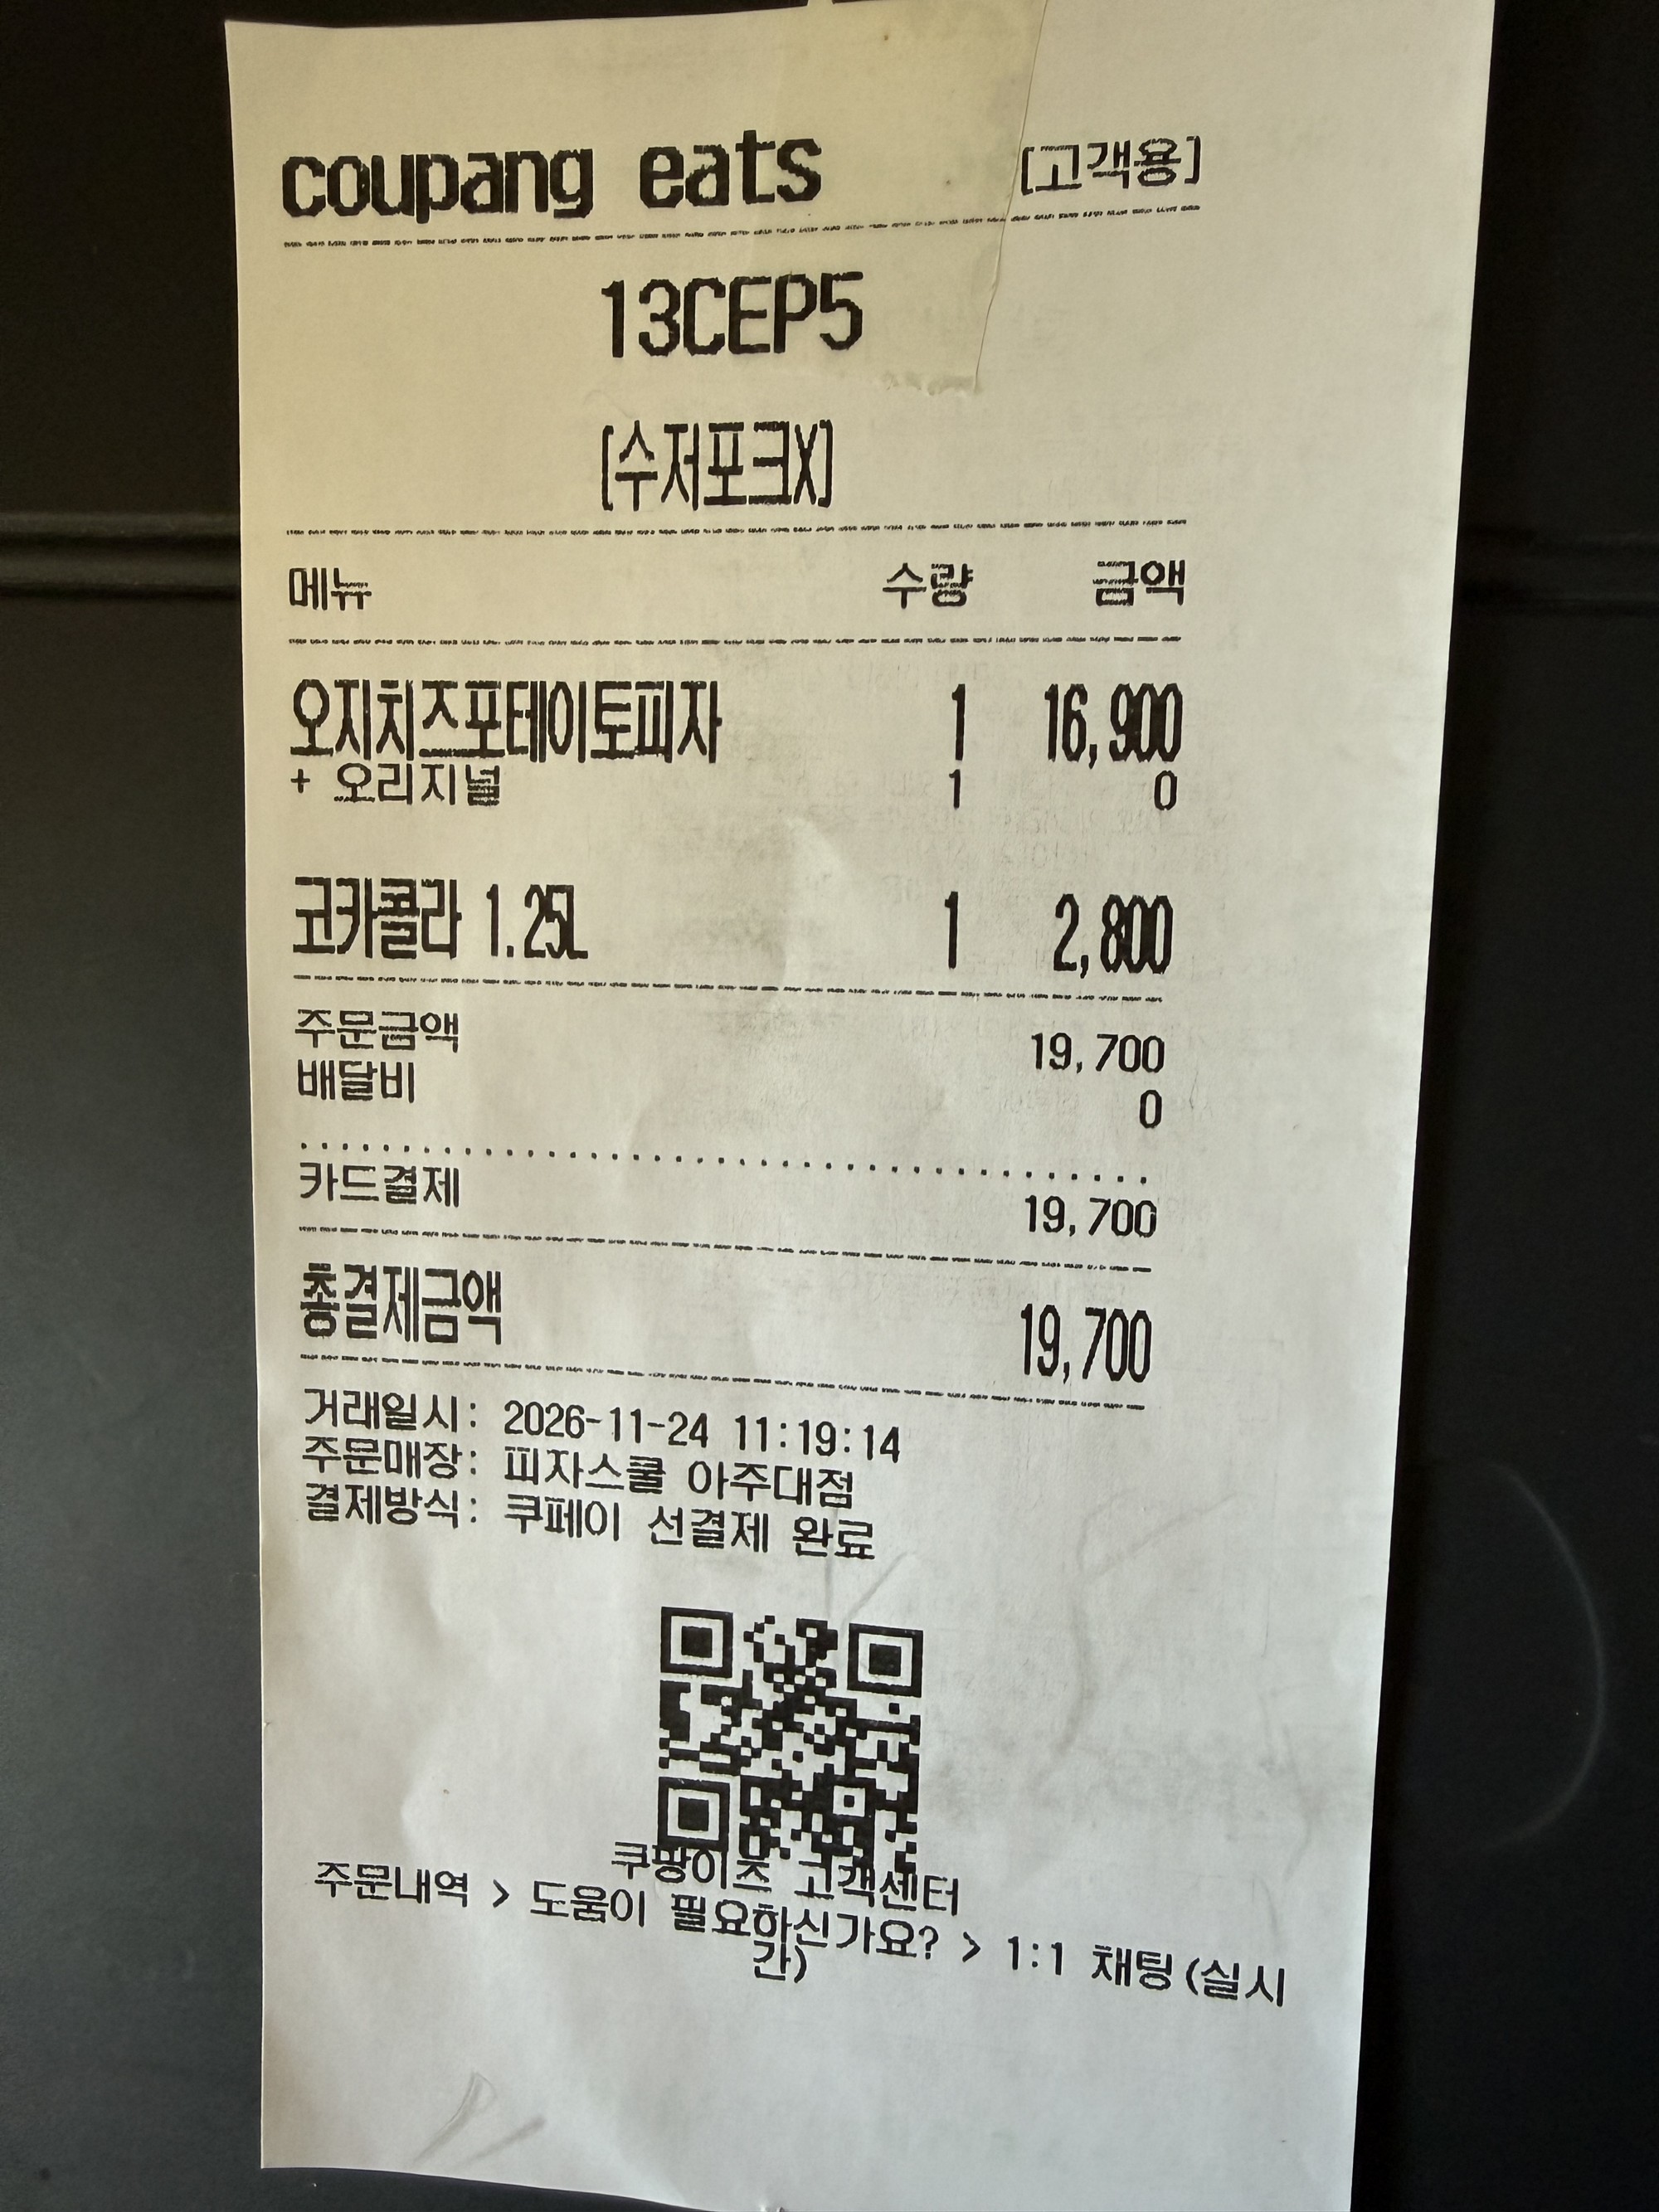 coupang eats [고객용]
13CEP5
[수저포크X]
메뉴 수량 금액
오지치즈포테이토피자 1 16,900
+ 오리지널 1 0
코카콜라 1.25L 1 2,800
주문금액 19,700
배달비 0
카드결제 19,700
총결제금액 19,700
거래일시: 2026-11-24 11:19:14
주문매장: 피자스쿨 아주대점
결제방식: 쿠페이 선결제 완료
쿠팡이츠 고객센터
주문내역 > 도움이 필요하신가요? > 1:1 채팅(실시
간)